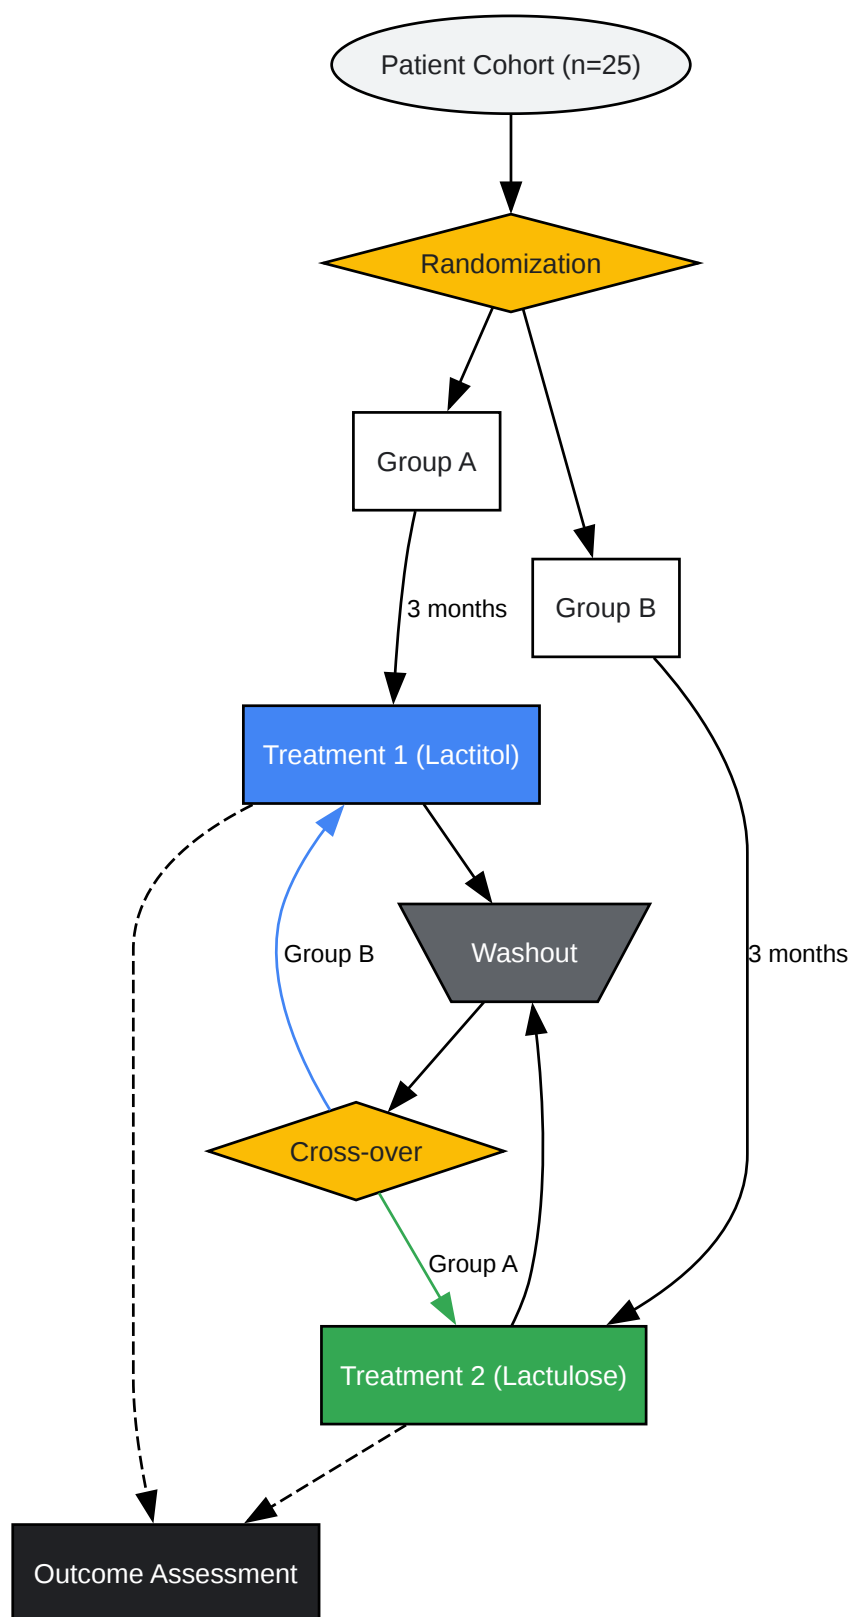 Patient Cohort (n=25)
Randomization
Group A
3 months
Group B
Treatment 1 (Lactitol)
Group B
Washout
3 months
Cross-over
Group A
Treatment 2 (Lactulose)
Outcome Assessment